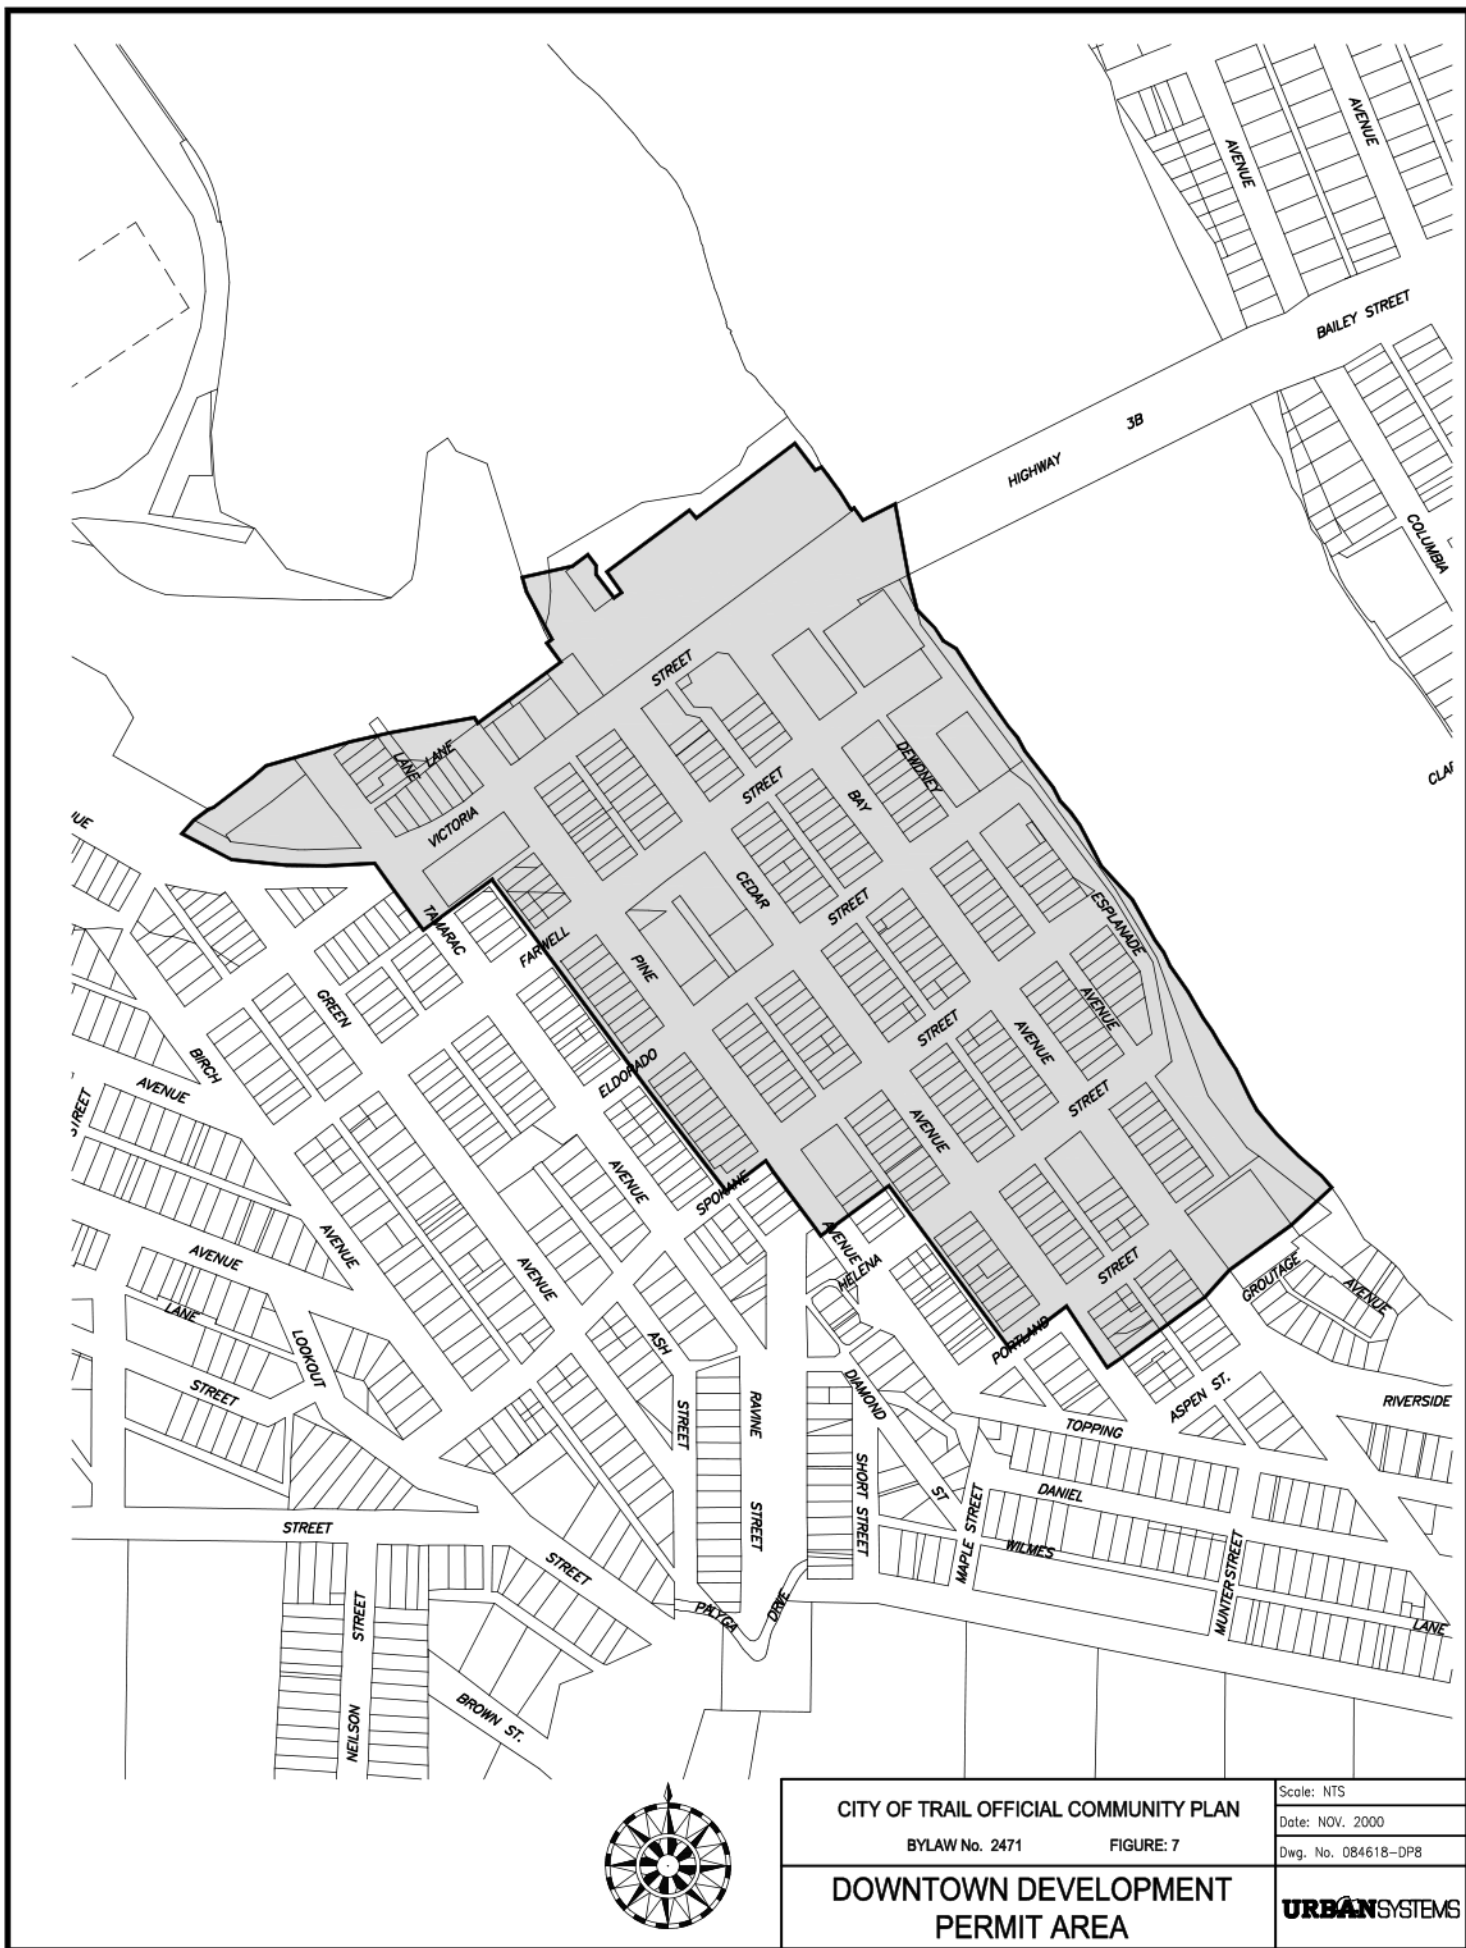 AVENUE
AVENUE
BAILEY STREET
HIGHWAY
3B
COLUMBIA
STREET
LANE
LANE
VICTORIA
STREET
BAY
DEWDNEY
CEDAR
STREET
TAMARAC
FARWELL
PINE
ESPLANADE
GREEN
AVENUE
STREET
AVENUE
BIRCH
AVENUE
STREET
ELDORADO
STREET
AVENUE
AVENUE
SPOKANE
AVENUE
AVENUE
AVENUE
AVENUE
HELENA
STREET
GROUTAGE
AVENUE
LANE
LOOKOUT
ASH
PORTLAND
STREET
DIAMOND
ASPEN ST.
RIVERSIDE
STREET
RAVINE
STREET
TOPPING
SHORT STREET
ST
MAPLE STREET
DANIEL
STREET
WILMES
STREET
MUNTER STREET
LANE
PALYGA
DRIVE
NEILSON
STREET
BROWN ST.
CITY OF TRAIL OFFICIAL COMMUNITY PLAN
BYLAW No. 2471 FIGURE: 7
DOWNTOWN DEVELOPMENT
PERMIT AREA
Scale: NTS
Date: NOV. 2000
Dwg. No. 084618-DP8
URBANSYSTEMS